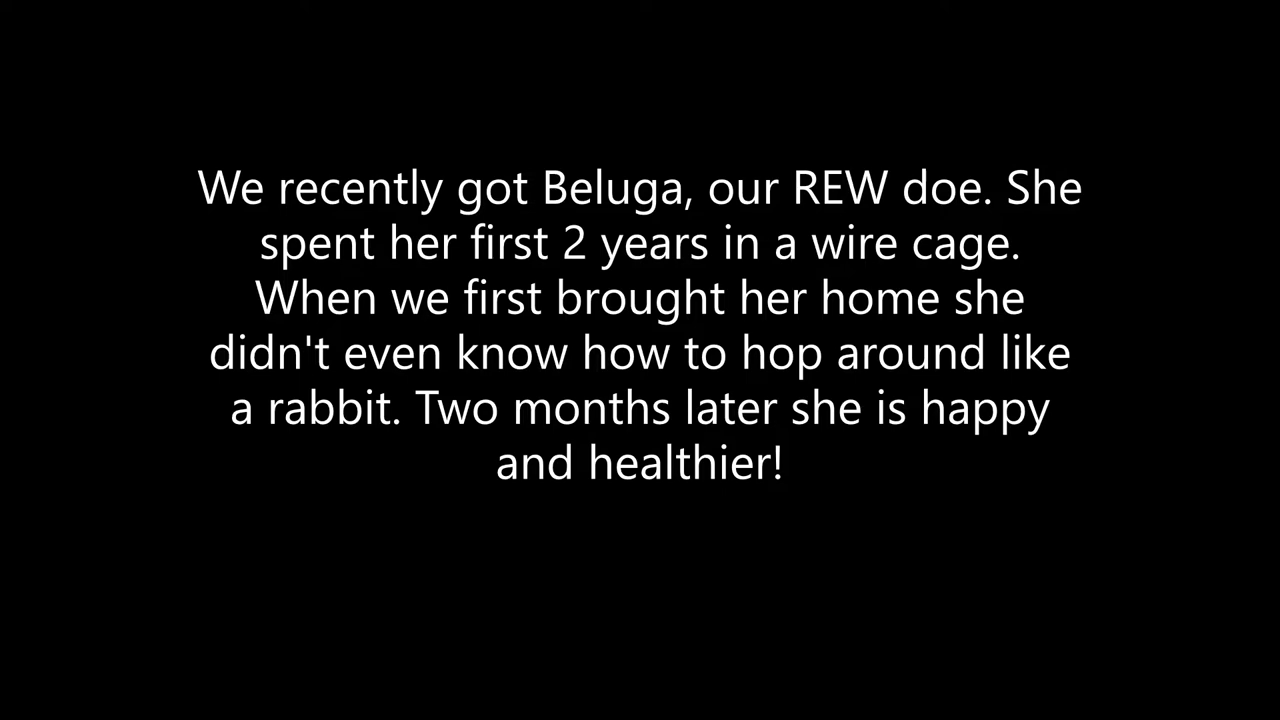 We recently got Beluga, our REW doe. She
spent her first 2 years in a wire cage.
When we first brought her home she
didn't even know how to hop around like
a rabbit. Two months later she is happy
and healthier!